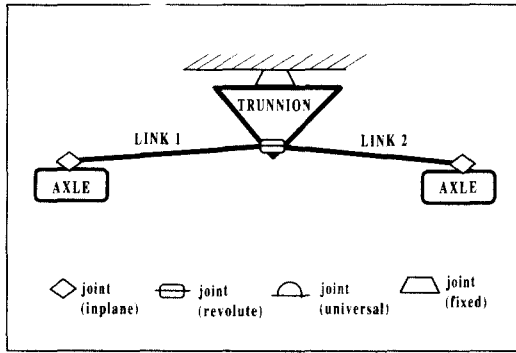 TRUNNION
LINK 1
LINK 2
AXLE
AXLE
joint
(inplane)
joint
(revolute)
joint
(universal)
joint
(fixed)